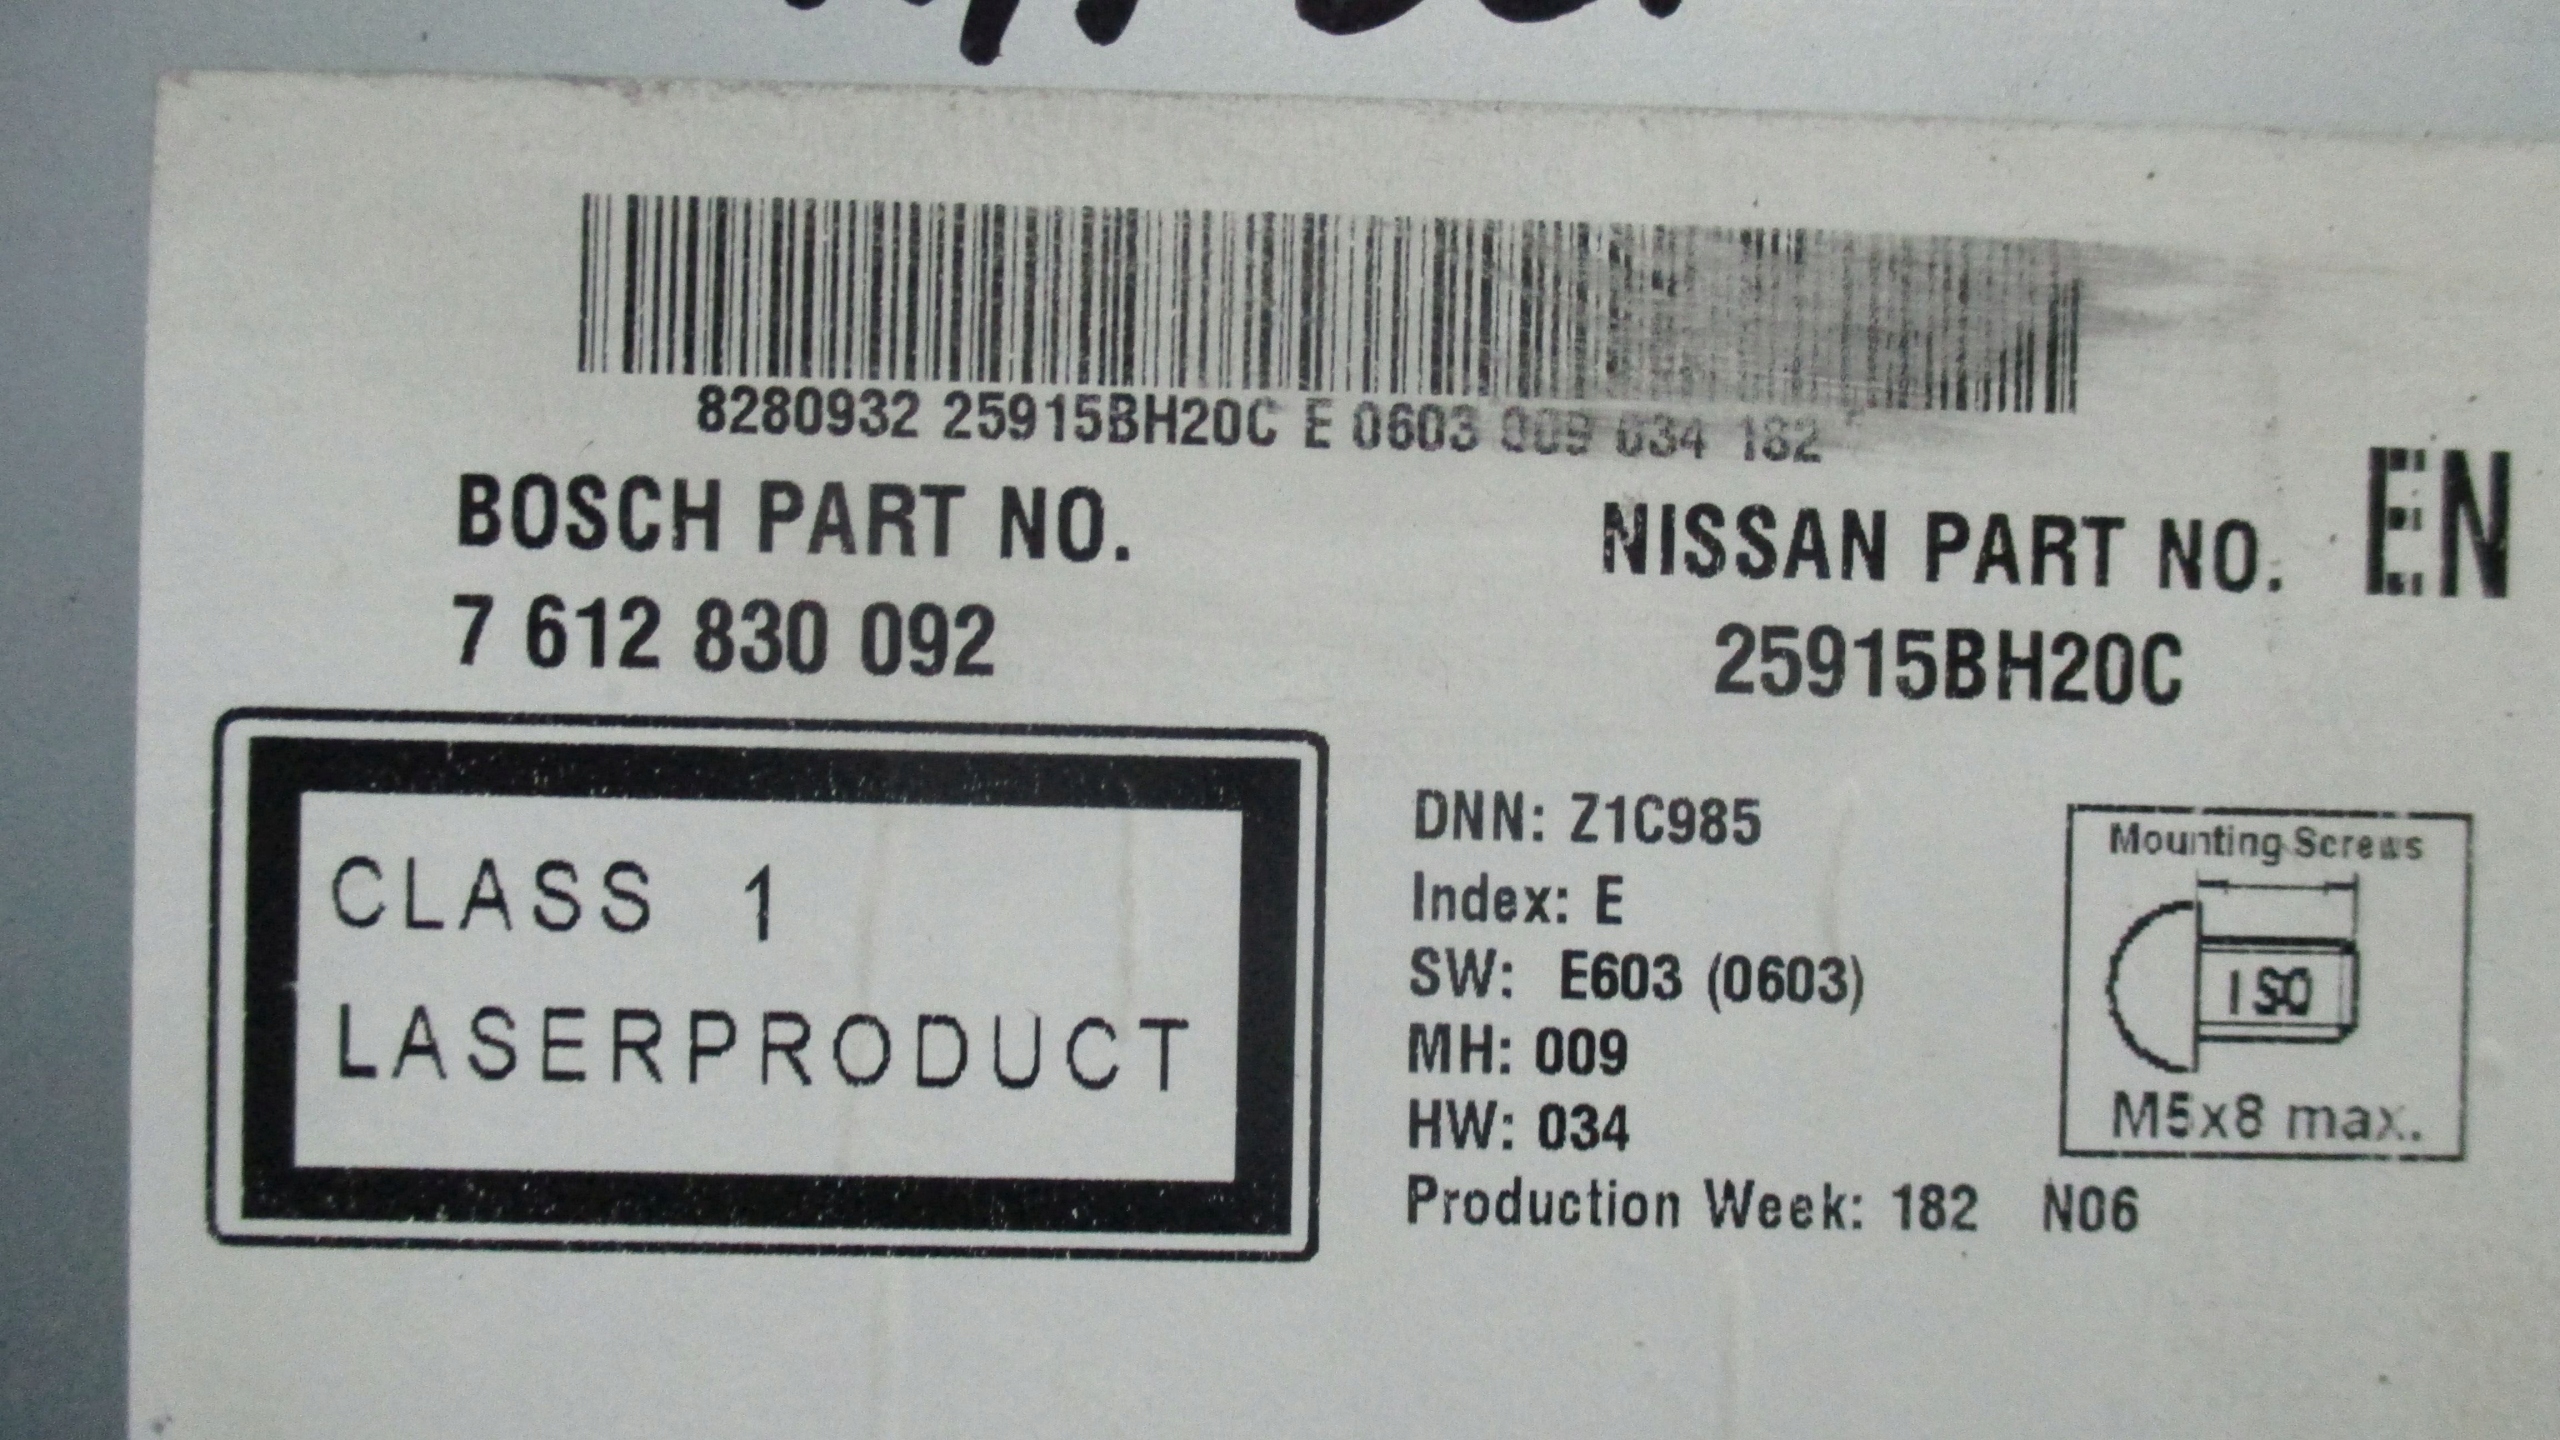 8280932 25915BH20C E 0603 009 034 182
BOSCH PART NO.
7 612 830 092
NISSAN PART NO. EN
25915BH20C
CLASS 1
LASERPRODUCT
DNN: Z1C985
Index: E
SW: E603 (0603)
MH: 009
HW: 034
Production Week: 182 N06
Mounting Screws
ISO
M5x8 max.